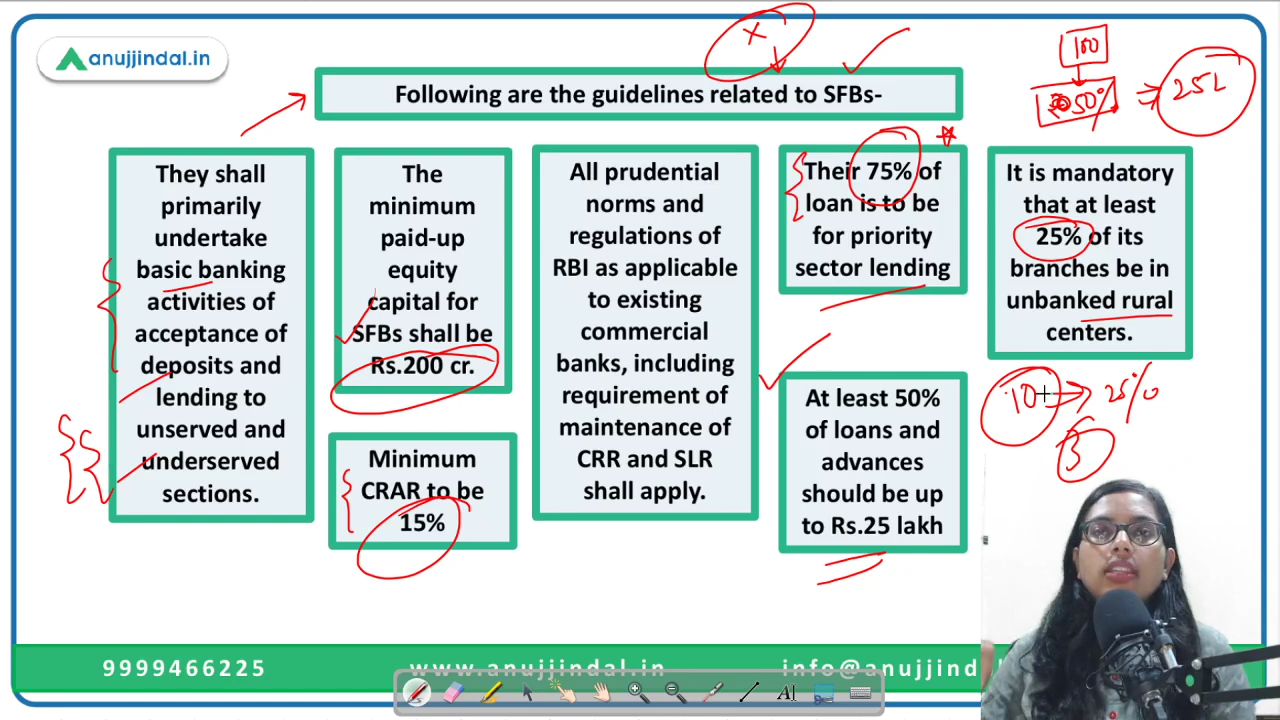 anujjindal.in
x
100
50%
25L
Following are the guidelines related to SFBs-
They shall
primarily
undertake
basic banking
activities of
acceptance of
deposits and
lending to
unserved and
underserved
sections.
The
minimum
paid-up
equity
capital for
SFBs shall be
Rs.200 cr.
Minimum
CRAR to be
15%
All prudential
norms and
regulations of
RBI as applicable
to existing
commercial
banks, including
requirement of
maintenance of
CRR and SLR
shall apply.
Their 75% of
loan is to be
for priority
sector lending
At least 50%
of loans and
advances
should be up
to Rs.25 lakh
It is mandatory
that at least
25% of its
branches be in
unbanked rural
centers.
10 → 25%
9999466225
www.anujjindal.in
info@anujjind